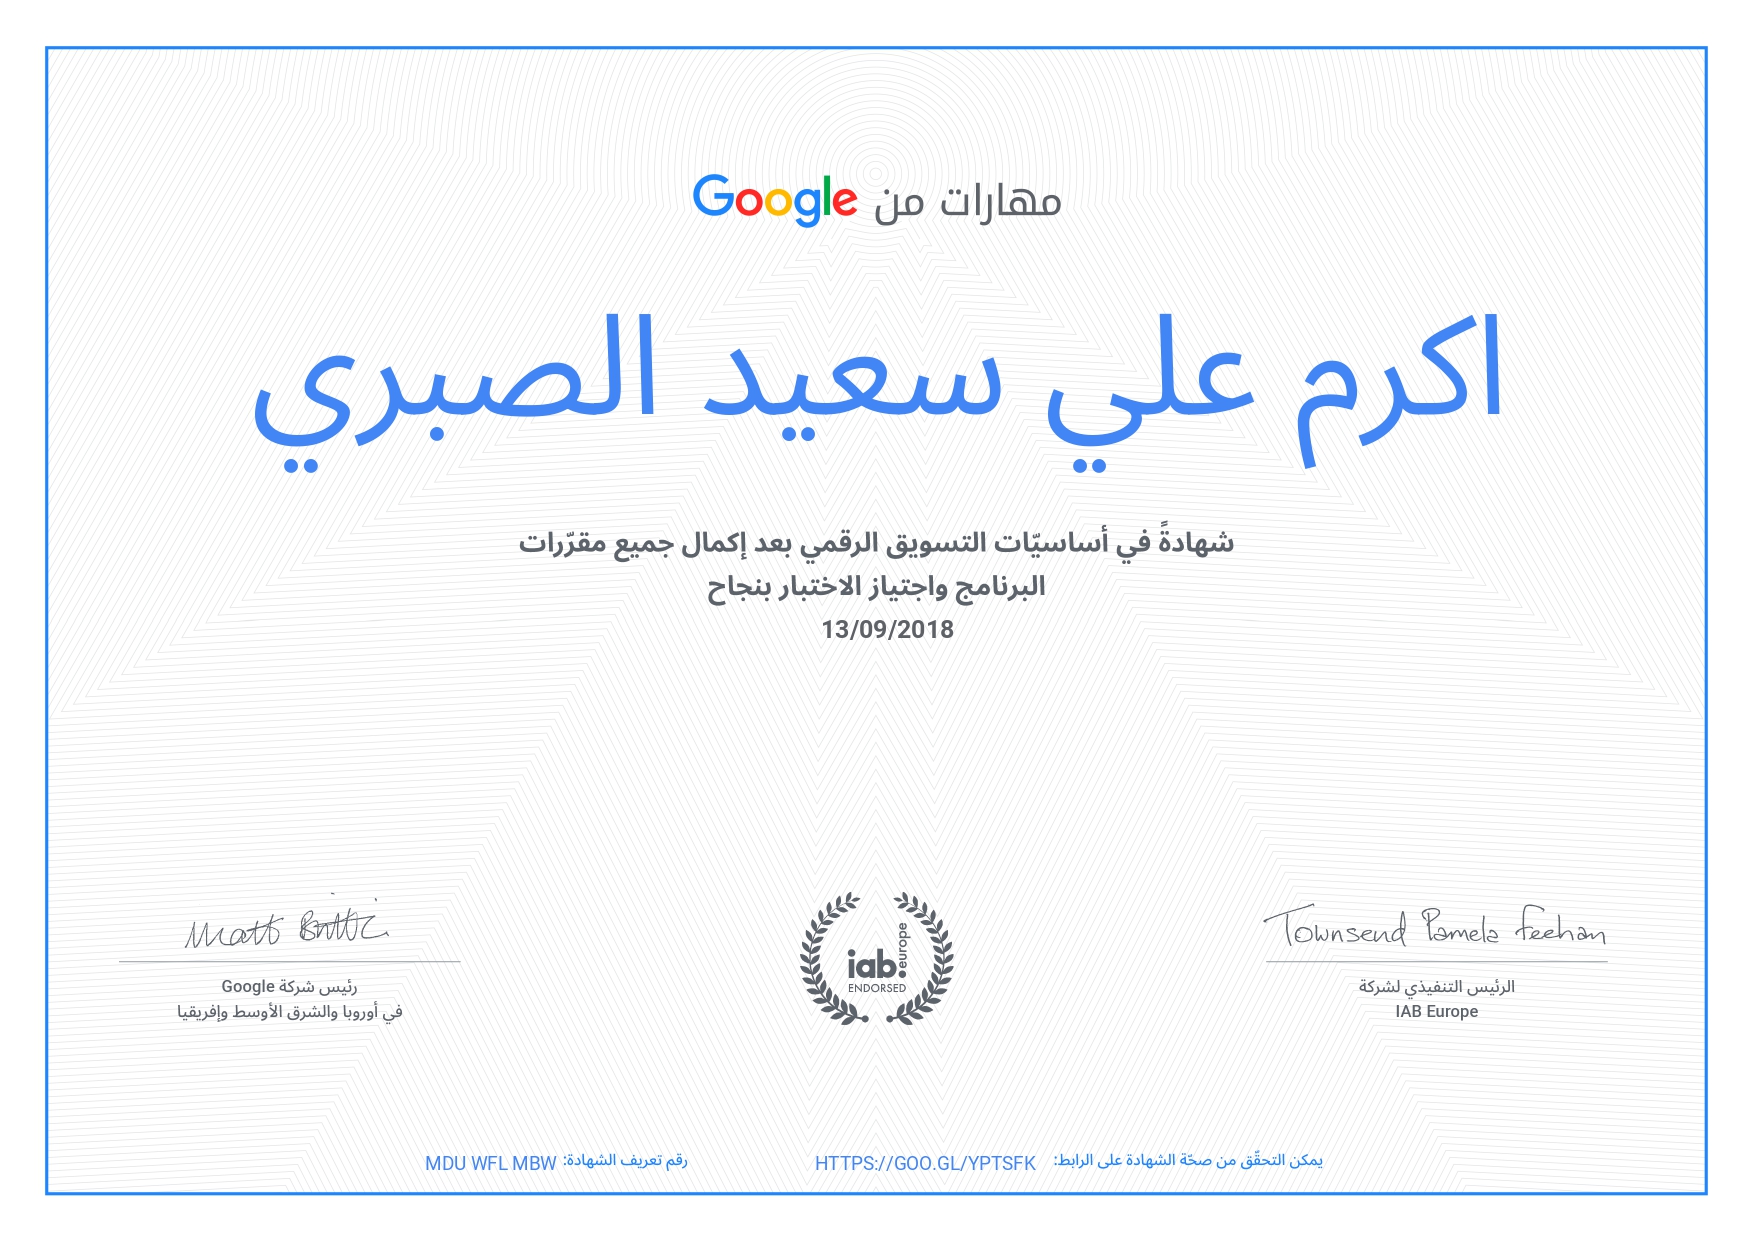 مهارات من Google
اكرم علي سعيد الصبري
شهادةً في أساسيّات التسويق الرقمي بعد إكمال جميع مقرّرات
البرنامج واجتياز الاختبار بنجاح
13/09/2018
Townsend Pamela Feehan
الرئيس التنفيذي لشركة
IAB Europe
iab. europe
ENDORSED
Matt Brittin
رئيس شركة Google
في أوروبا والشرق الأوسط وإفريقيا
يمكن التحقّق من صحّة الشهادة على الرابط: HTTPS://GOO.GL/YPTSFK
رقم تعريف الشهادة: MDU WFL MBW